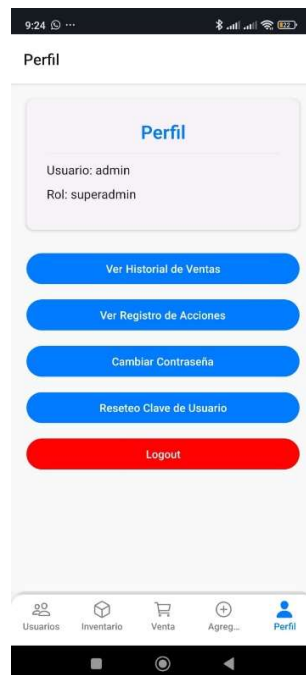 9:24
822
Perfil
Perfil
Usuario: admin
Rol: superadmin
Ver Historial de Ventas
Ver Registro de Acciones
Cambiar Contraseña
Reseteo Clave de Usuario
Logout
Usuarios Inventario Venta Agreg... Perfil